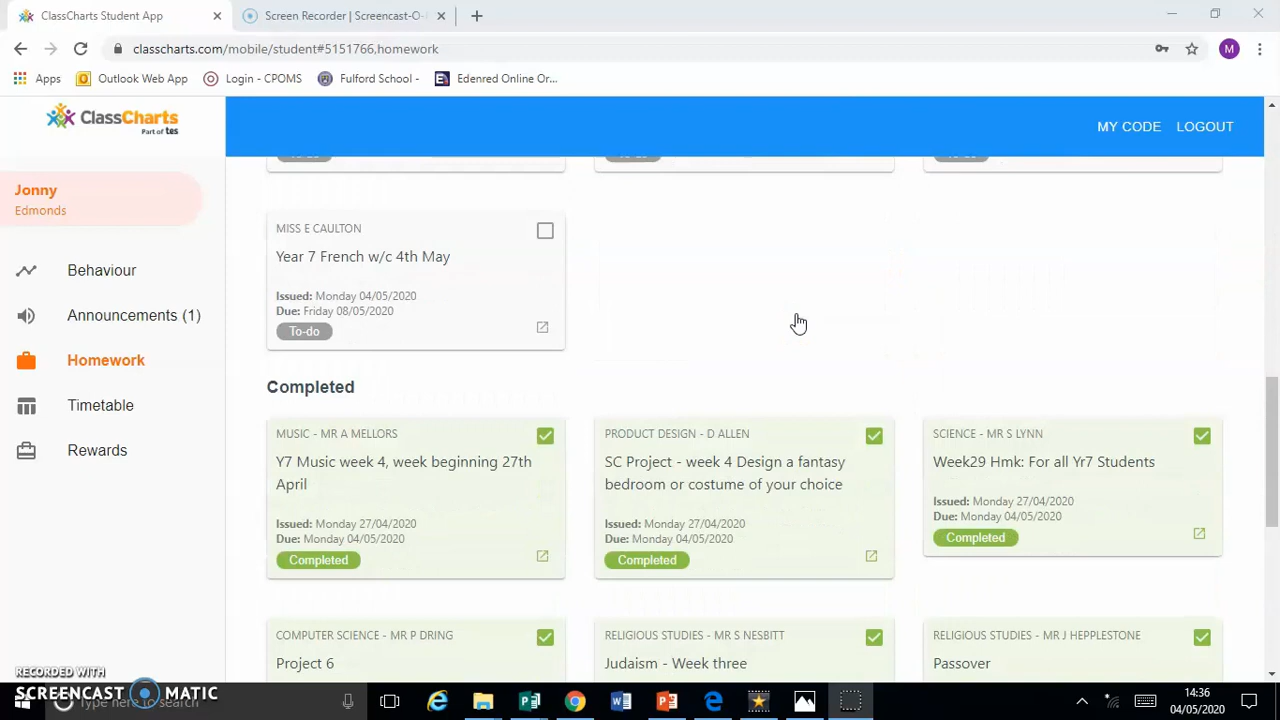 ClassCharts Student App
Screen Recorder | Screencast-O-
classcharts.com/mobile/student#5151766,homework
M
Apps
Outlook Web App
Login - CPOMS
Fulford School -
Edenred Online Or...
ClassCharts
Part of tes
MY CODE
LOGOUT
Jonny
Edmonds
Behaviour
Announcements (1)
Homework
Timetable
Rewards
MISS E CAULTON
Year 7 French w/c 4th May
Issued: Monday 04/05/2020
Due: Friday 08/05/2020
To-do
Completed
MUSIC - MR A MELLORS
Y7 Music week 4, week beginning 27th
April
Issued: Monday 27/04/2020
Due: Monday 04/05/2020
Completed
PRODUCT DESIGN - D ALLEN
SC Project - week 4 Design a fantasy
bedroom or costume of your choice
Issued: Monday 27/04/2020
Due: Monday 04/05/2020
Completed
SCIENCE - MR S LYNN
Week29 Hmk: For all Yr7 Students
Issued: Monday 27/04/2020
Due: Monday 04/05/2020
Completed
COMPUTER SCIENCE - MR P DRING
Project 6
RELIGIOUS STUDIES - MR S NESBITT
Judaism - Week three
RELIGIOUS STUDIES - MR J HEPPLESTONE
Passover
RECORDED WITH
SCREENCAST MATIC
Type here to search
14:36
04/05/2020